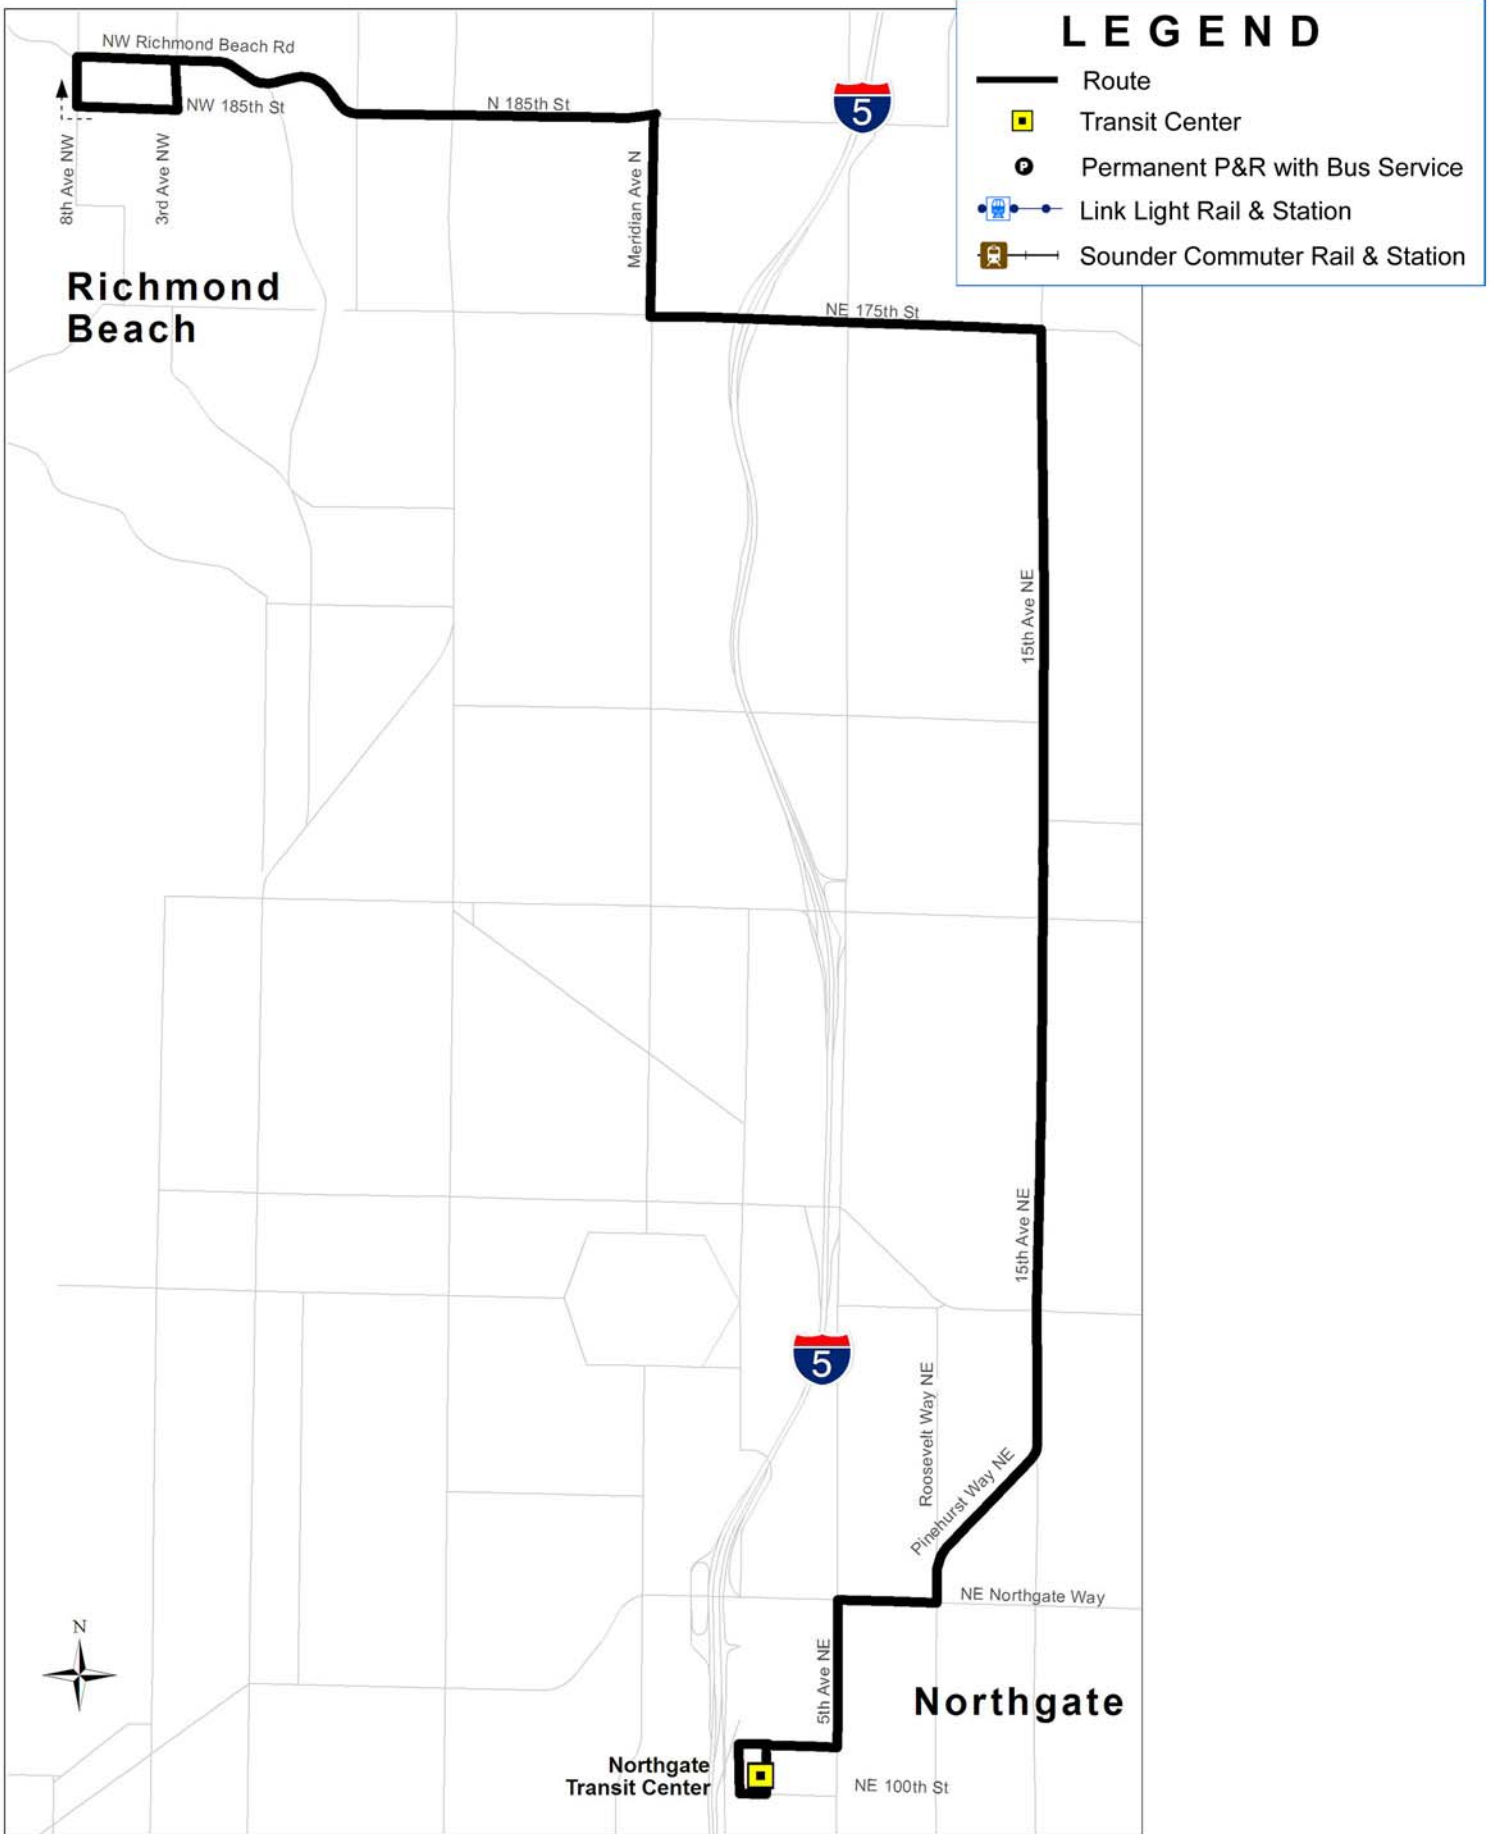 LEGEND
Route
Transit Center
P
Permanent P&R with Bus Service
Link Light Rail & Station
Sounder Commuter Rail & Station
NW Richmond Beach Rd
NW 185th St
N 185th St
5
8th Ave NW
3rd Ave NW
Meridian Ave N
Richmond
Beach
NE 175th St
15th Ave NE
15th Ave NE
5
Roosevelt Way NE
Pinehurst Way NE
NE Northgate Way
N
5th Ave NE
Northgate
Northgate
Transit Center
NE 100th St